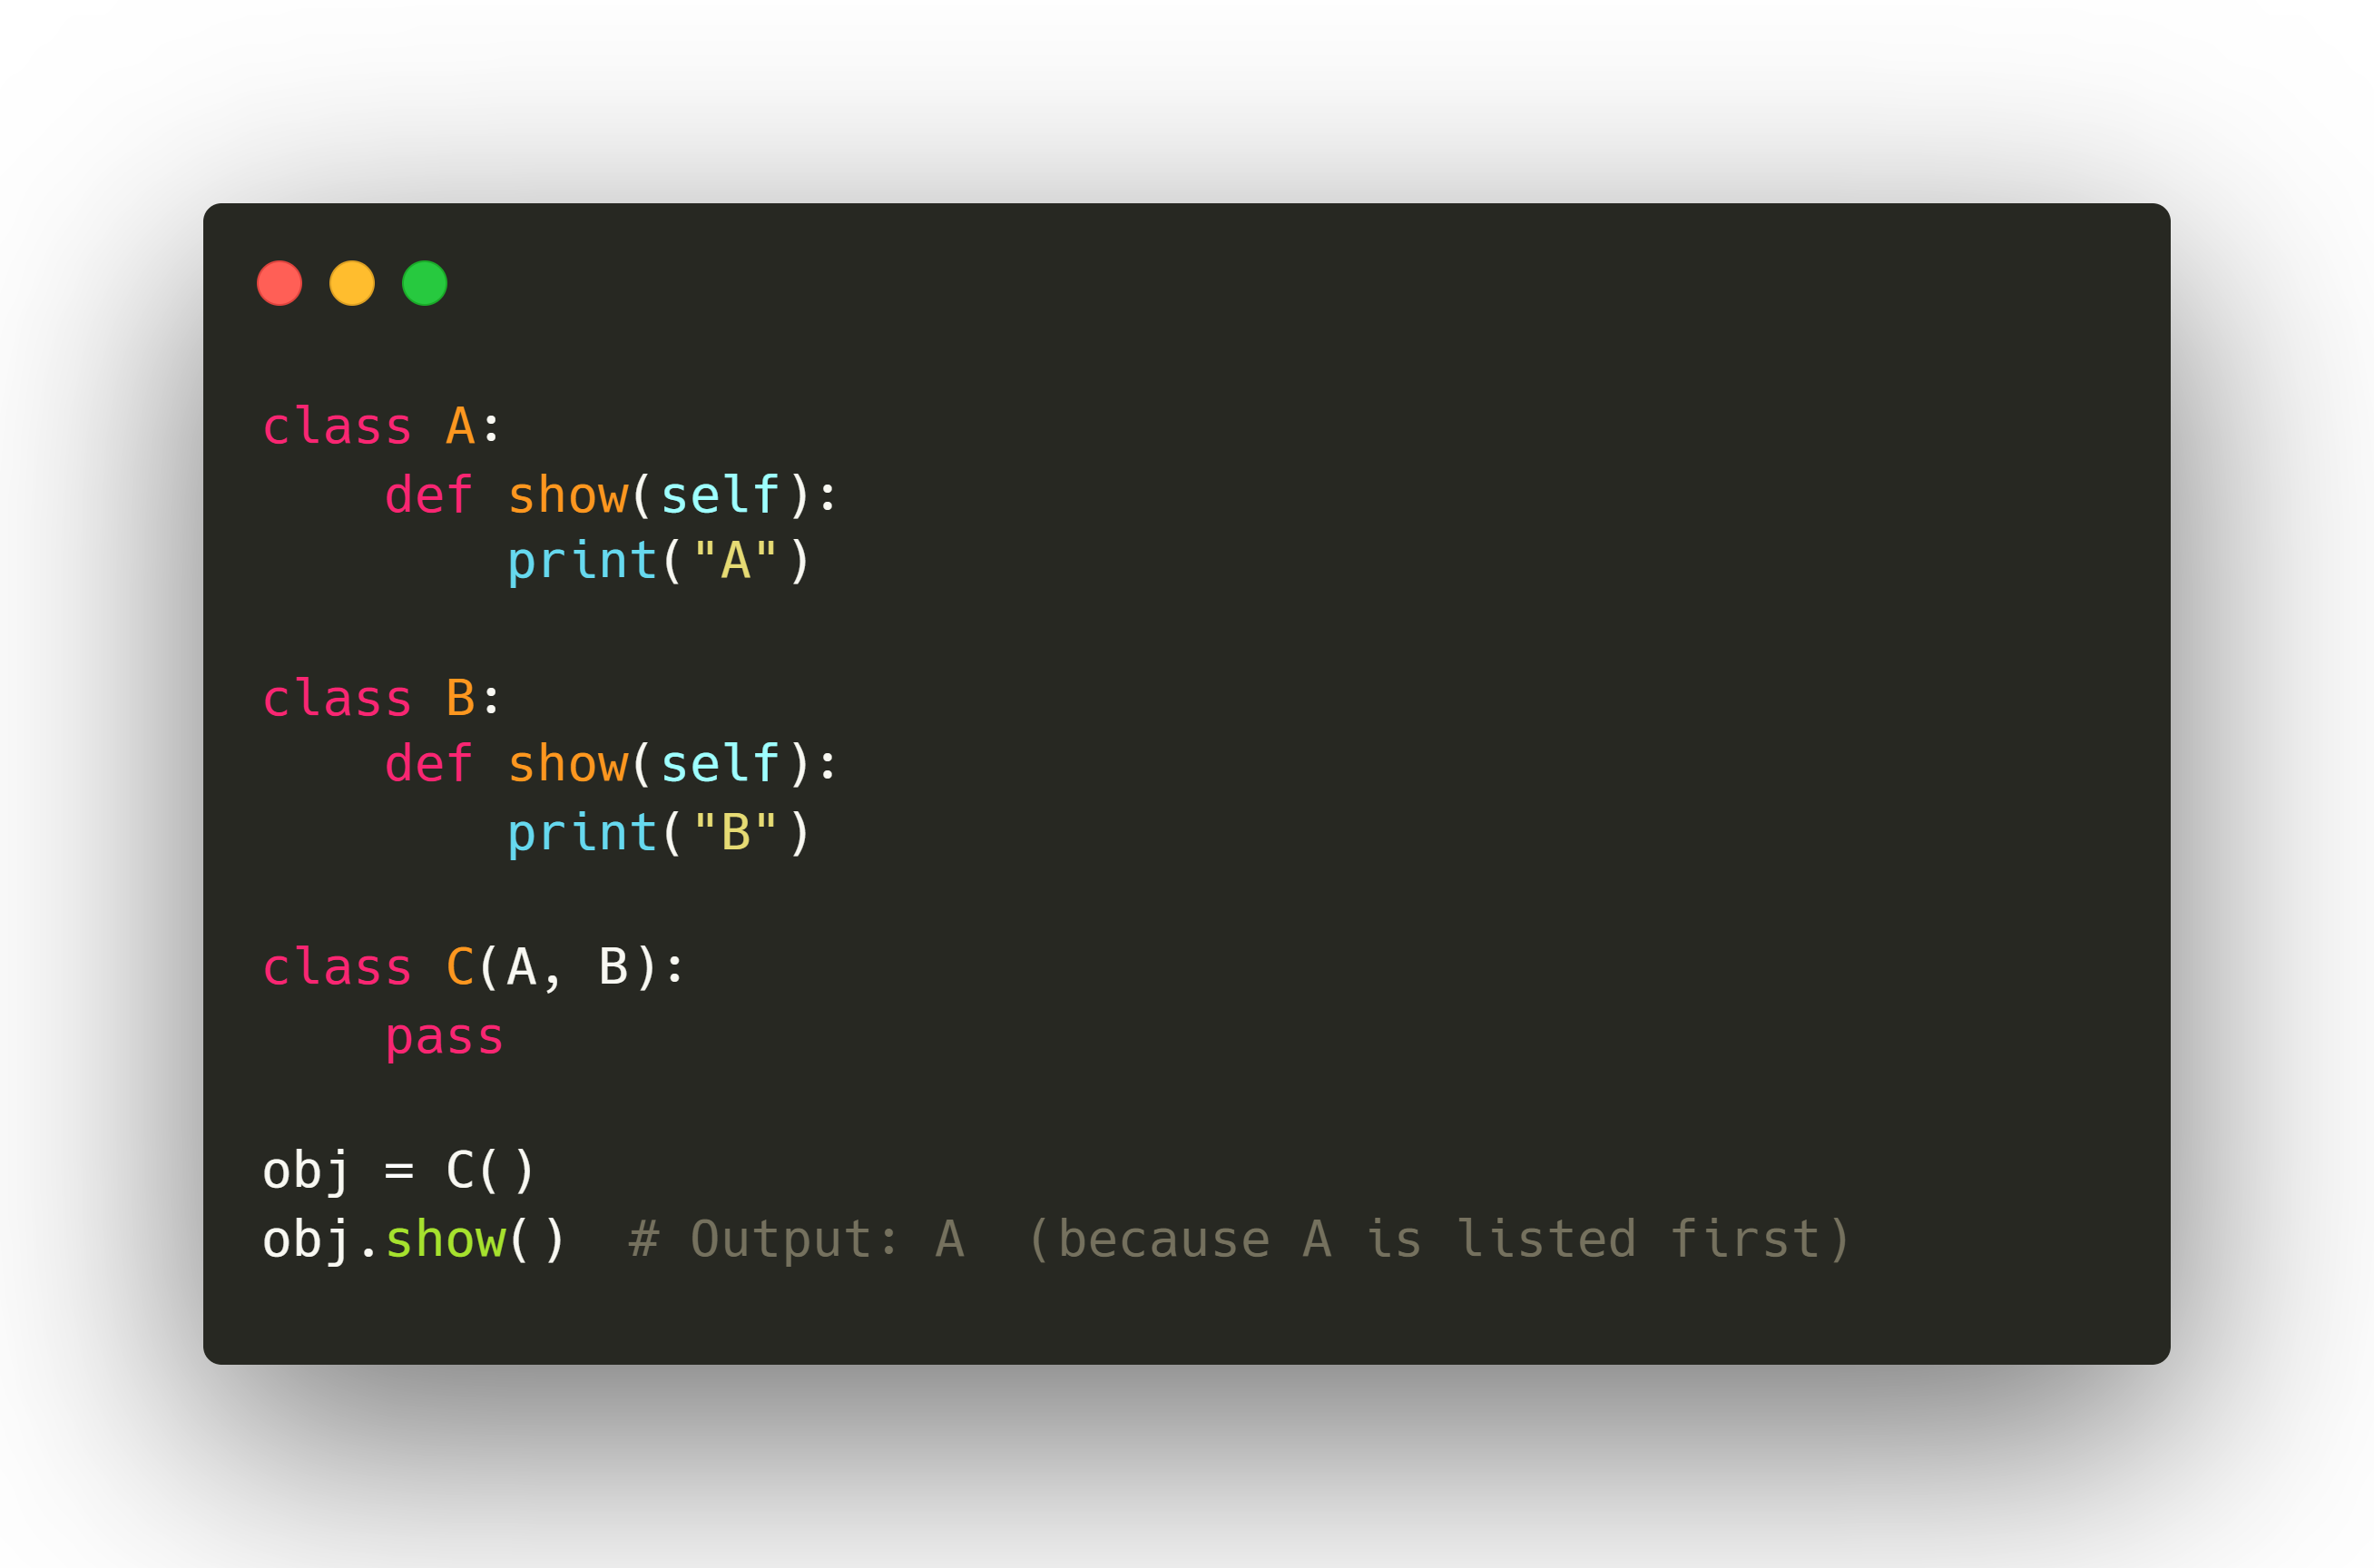 class A:
    def show(self):
        print("A")

class B:
    def show(self):
        print("B")

class C(A, B):
    pass

obj = C()
obj.show()  # Output: A  (because A is listed first)